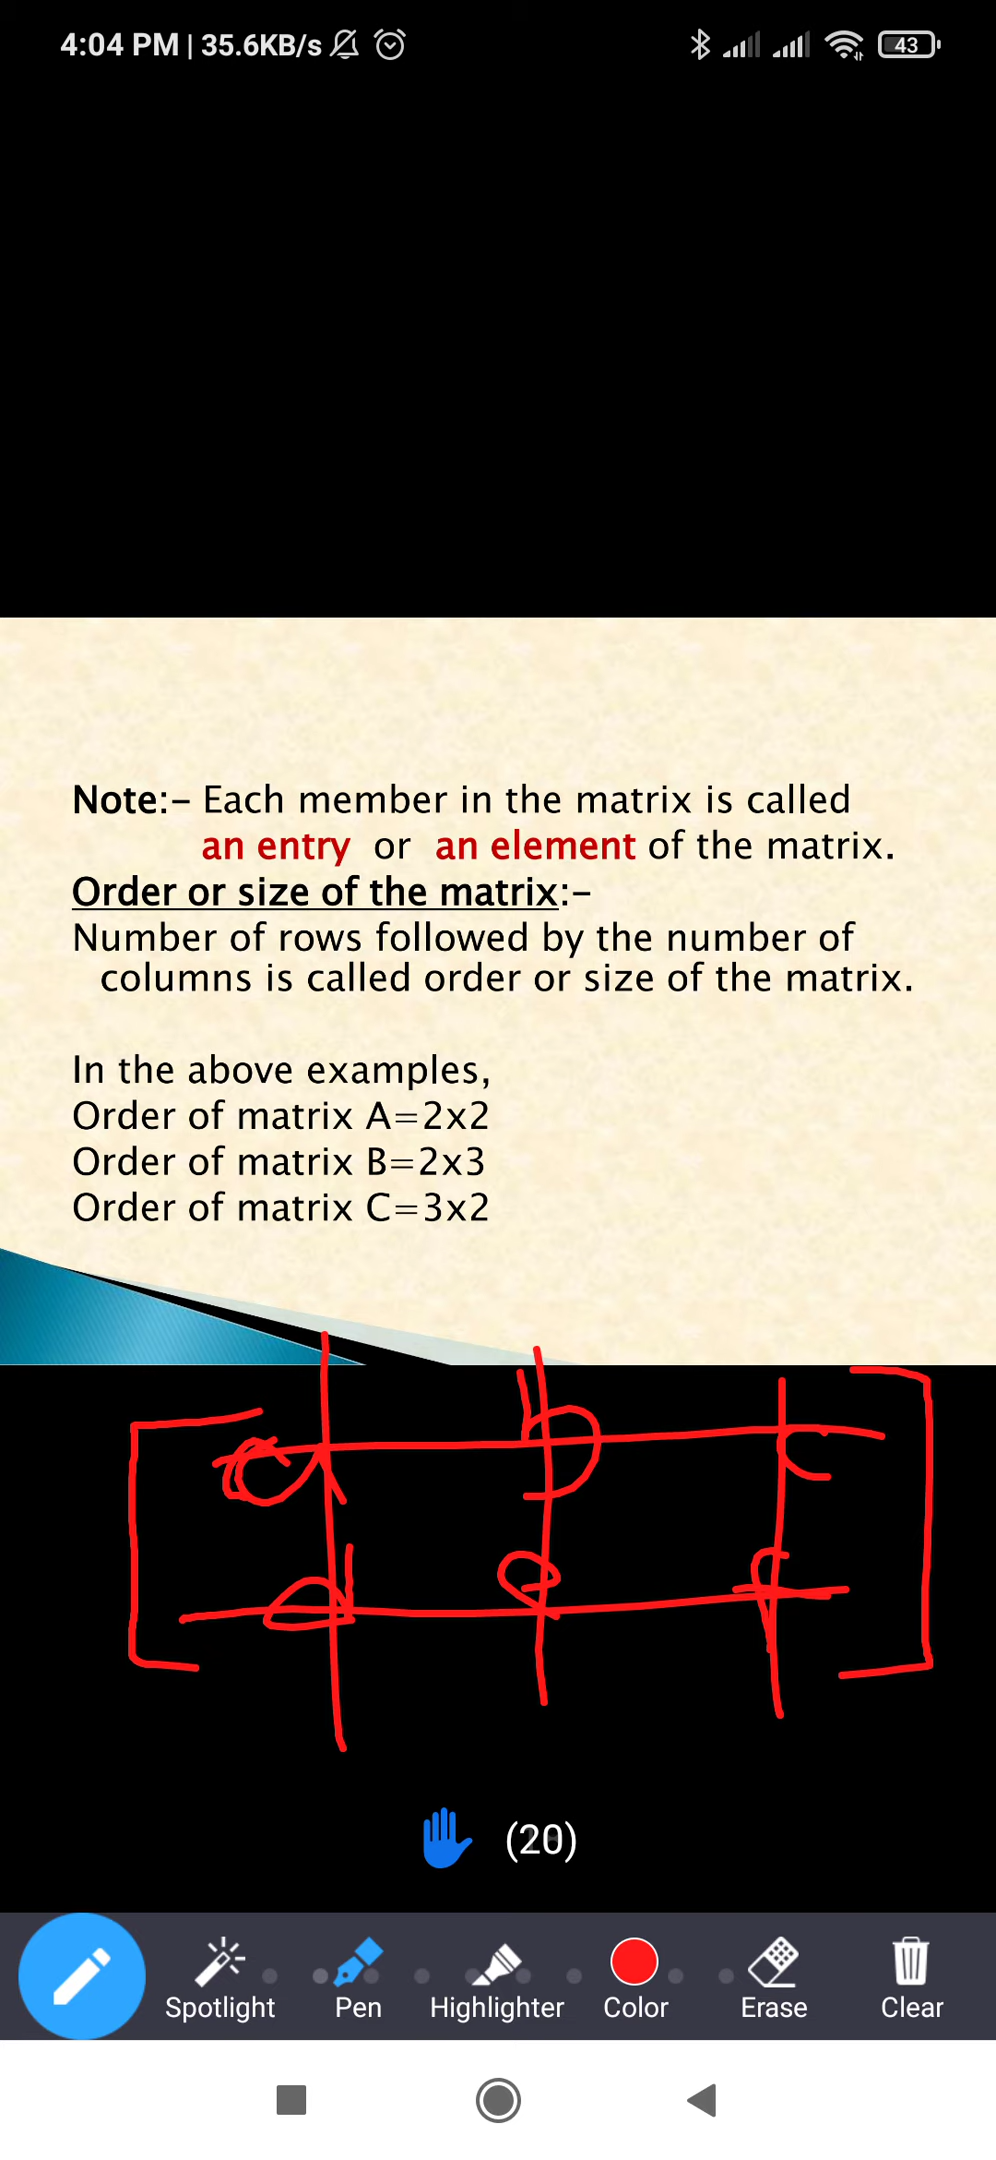 4:04 PM | 35.6KB/s 43
Note:– Each member in the matrix is called
an entry or an element of the matrix.
Order or size of the matrix:–
Number of rows followed by the number of
columns is called order or size of the matrix.
In the above examples,
Order of matrix A=2x2
Order of matrix B=2x3
Order of matrix C=3x2
a b c
d e f
(20)
Spotlight Pen Highlighter Color Erase Clear